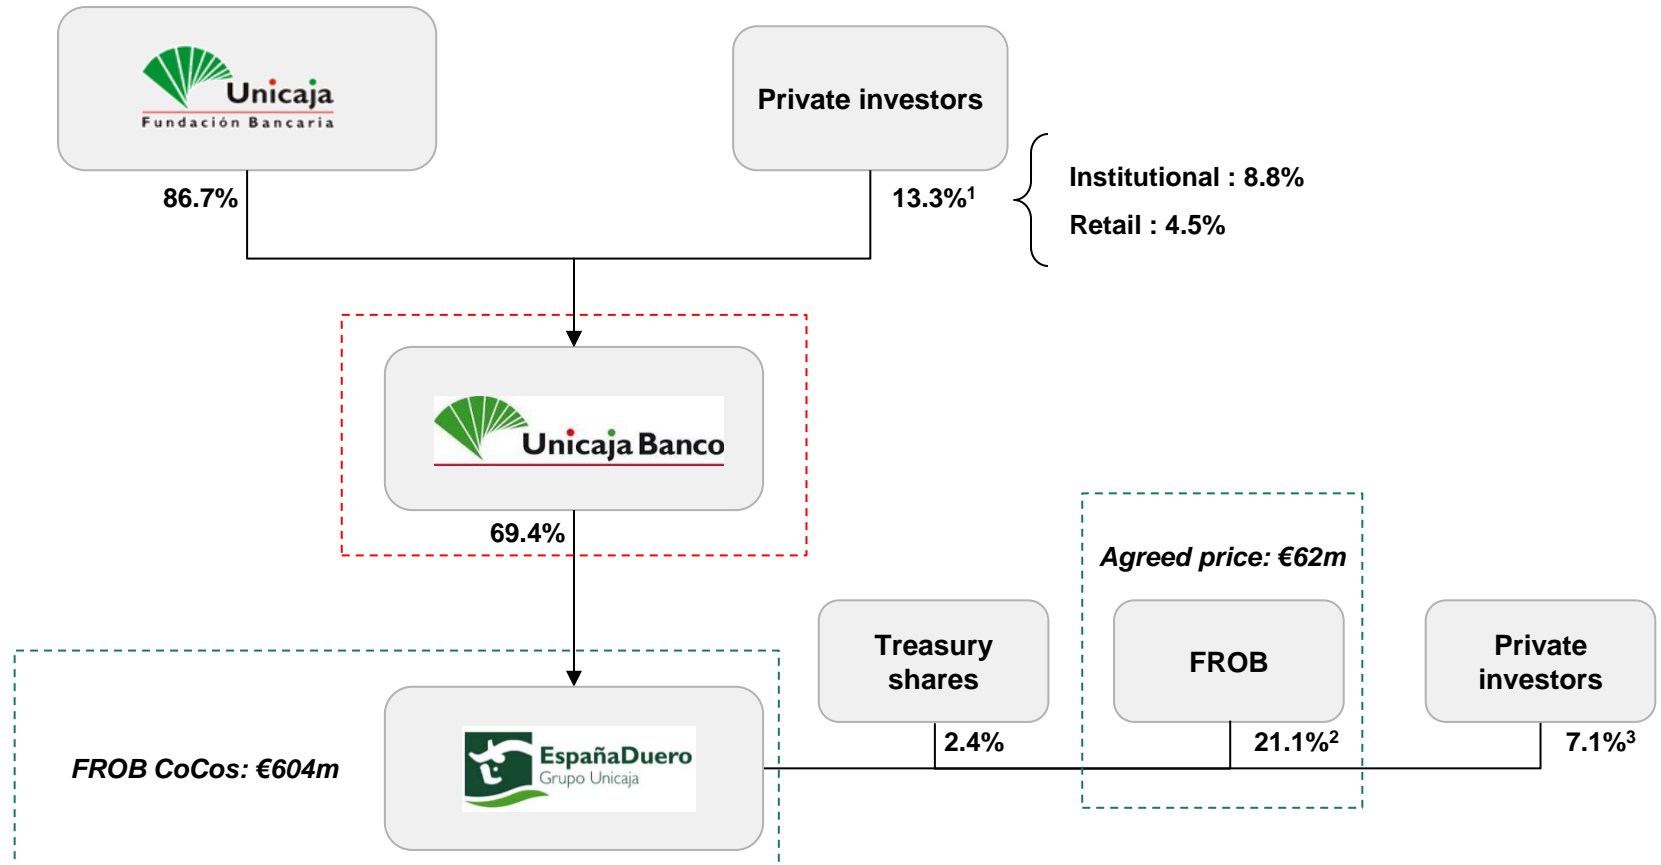 Unicaja
Fundación Bancaria
Private investors
86.7%
13.3%¹
Institutional : 8.8%
Retail : 4.5%
Unicaja Banco
69.4%
Agreed price: €62m
Treasury
shares
FROB
Private
investors
2.4%
21.1%²
7.1%³
FROB CoCos: €604m
EspañaDuero
Grupo Unicaja